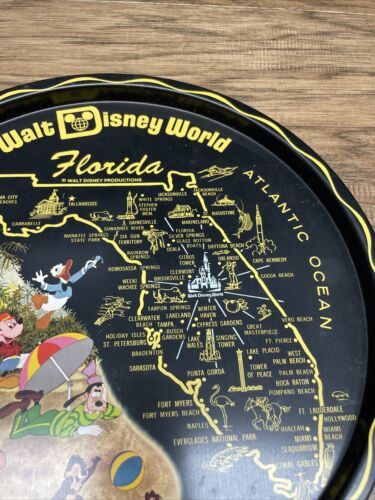 Walt Disney World
Florida
© WALT DISNEY PRODUCTIONS
ATLANTIC OCEAN
CITY
BEACHES
TALLAHASSEE
CARRABELLE
WHITE SPRINGS
STEPHEN FOSTER MEM.
JACKSONVILLE
JACKSONVILLE BEACH
ST. AUGUSTINE
MARINELAND
GAINESVILLE
SUWANNEE RIVER
SIX GUN TERRITORY
MANATEE SPRINGS STATE PARK
FLORIDA SILVER SPRINGS
GLASS BOTTOM BOATS
DAYTONA BEACH
OCALA
RAINBOW SPRINGS
HOMOSASSA SPRINGS
CITRUS TOWER
ORLANDO
CAPE KENNEDY
CLERMONT
BROOKSVILLE
WEEKI WACHEE SPRINGS
Walt Disney World
COCOA BEACH
TARPON SPRINGS
CLEARWATER BEACH
LAKELAND
TAMPA
WINTER HAVEN
CYPRESS GARDENS
BUSCH GARDENS
HOLIDAY ISLES
ST. PETERSBURG
LAKE WALES
SINGING TOWER
GREAT MASTERPIECE
VERO BEACH
FT. PIERCE
BRADENTON
SARASOTA
LAKE PLACID
TOWER OF PEACE
WEST PALM BEACH
PALM BEACH
PUNTA GORDA
BOCA RATON
POMPANO BEACH
FORT MYERS
FORT MYERS BEACH
FT. LAUDERDALE
HOLLYWOOD
NAPLES
HIALEAH
MIAMI BEACH
EVERGLADES NATIONAL PARK
MIAMI
SEAQUARIUM
CORAL GABLES